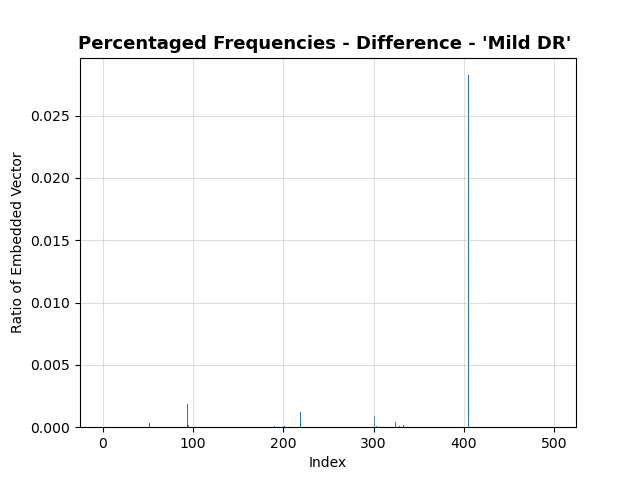 Percentaged Frequencies - Difference - 'Mild DR'
Ratio of Embedded Vector
0.025
0.020
0.015
0.010
0.005
0.000
0 100 200 300 400 500
Index